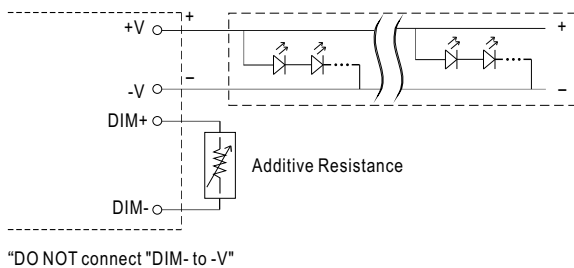 +
+V
+
-V
−
−
DIM+
Additive Resistance
DIM-
“DO NOT connect "DIM- to -V"